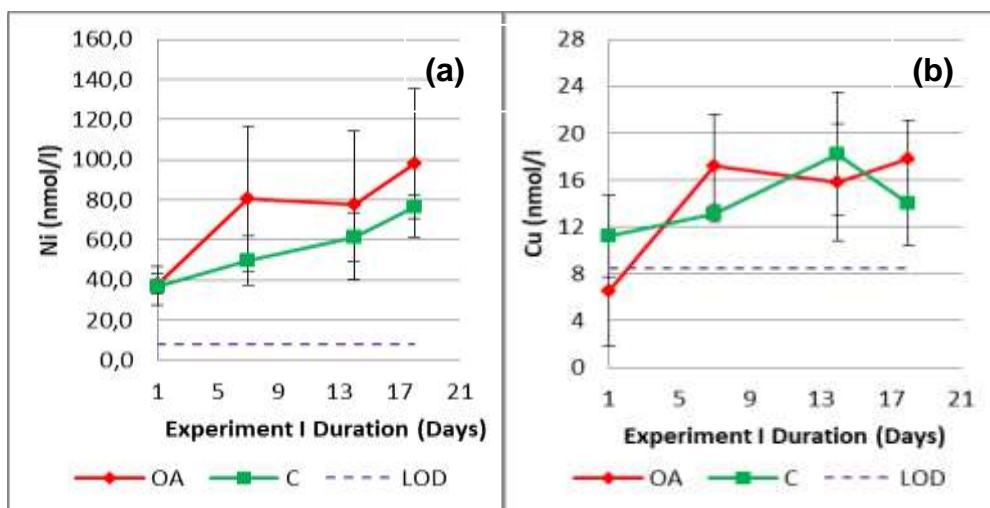 (a)
160,0
140,0
120,0
100,0
80,0
60,0
40,0
20,0
0,0
Ni (nmol/l)
1 5 9 13 17 21
Experiment I Duration (Days)
OA C LOD
(b)
28
24
20
16
12
8
4
0
Cu (nmol/l
1 5 9 13 17 21
Experiment I Duration (Days)
OA C LOD